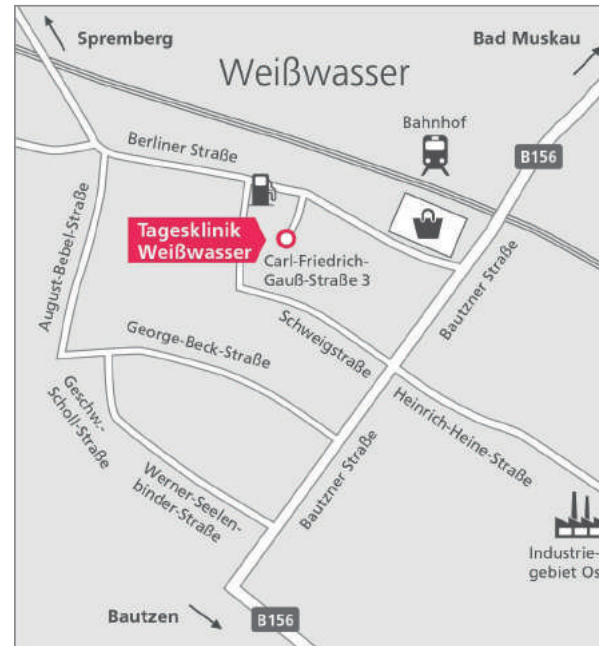 Spremberg
Bad Muskau
Weißwasser
Bahnhof
Berliner Straße
B156
August-Bebel-Straße
Tagesklinik
Weißwasser
Carl-Friedrich-
Gauß-Straße 3
Bautzner Straße
Schweigstraße
George-Beck-Straße
Geschw.-
Scholl-Straße
Heinrich-Heine-Straße
Werner-Seelen-
binder-Straße
Bautzner Straße
Industrie-
gebiet Os
Bautzen
B156